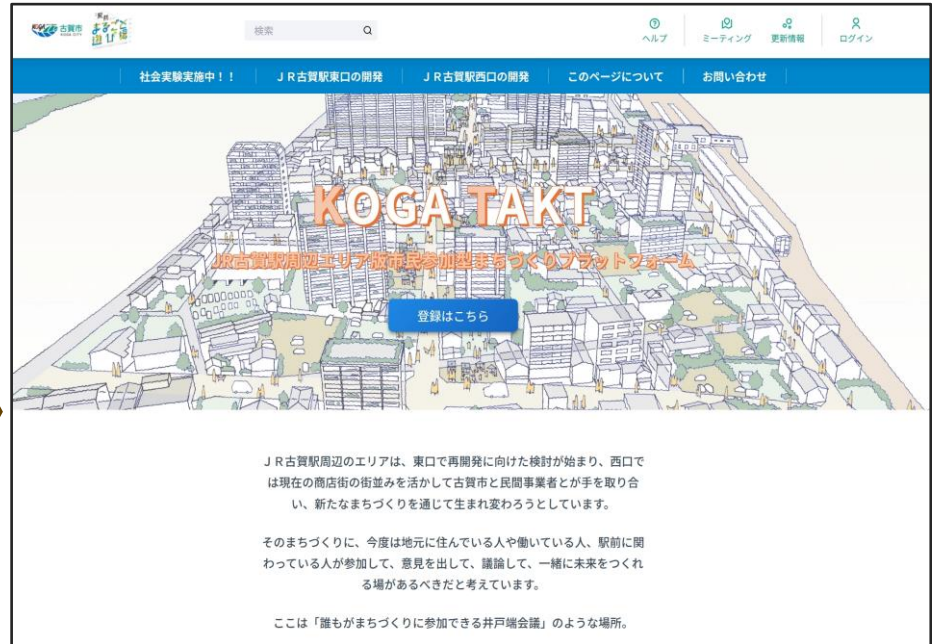 KOGA 古賀市
KOGA CITY
まるごと
遊び場
検索
ヘルプ
ミーティング
更新情報
ログイン
社会実験実施中！！
ＪＲ古賀駅東口の開発
ＪＲ古賀駅西口の開発
このページについて
お問い合わせ
KOGA TAKT
JR古賀駅周辺エリア版市民参加型まちづくりプラットフォーム
登録はこちら
ＪＲ古賀駅周辺のエリアは、東口で再開発に向けた検討が始まり、西口で
は現在の商店街の街並みを活かして古賀市と民間事業者とが手を取り合
い、新たなまちづくりを通じて生まれ変わろうとしています。
そのまちづくりに、今度は地元に住んでいる人や働いている人、駅前に関
わっている人が参加して、意見を出して、議論して、一緒に未来をつくれ
る場があるべきだと考えています。
ここは「誰もがまちづくりに参加できる井戸端会議」のような場所。